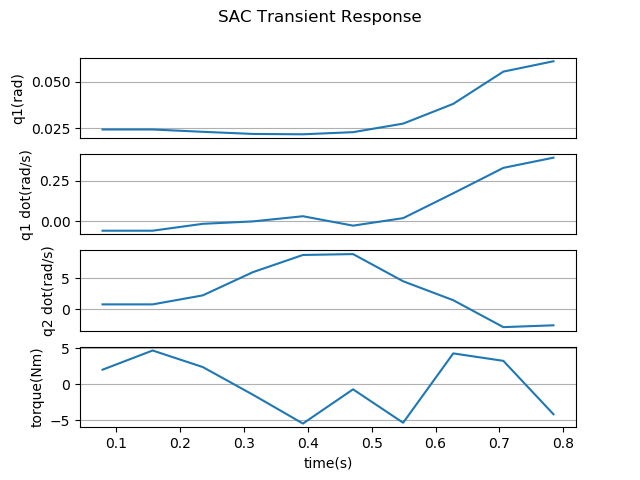 SAC Transient Response
0.050
0.025
q1(rad)
0.25
0.00
q1 dot(rad/s)
5
0
q2 dot(rad/s)
5
0
−5
torque(Nm)
0.1 0.2 0.3 0.4 0.5 0.6 0.7 0.8
time(s)